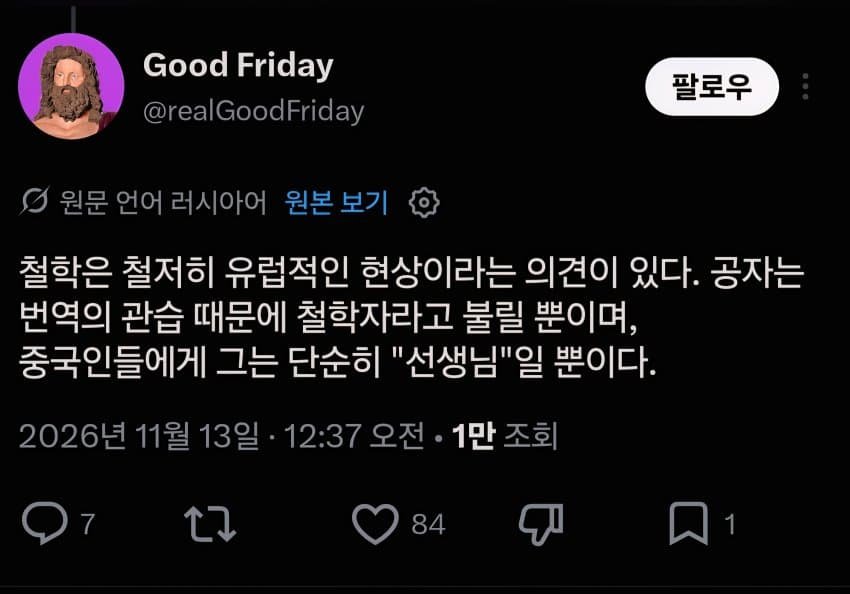 Good Friday
@realGoodFriday
팔로우
원문 언어 러시아어 원본 보기
철학은 철저히 유럽적인 현상이라는 의견이 있다. 공자는
번역의 관습 때문에 철학자라고 불릴 뿐이며,
중국인들에게 그는 단순히 "선생님"일 뿐이다.
2026년 11월 13일 · 12:37 오전 • 1만 조회
7 84 1